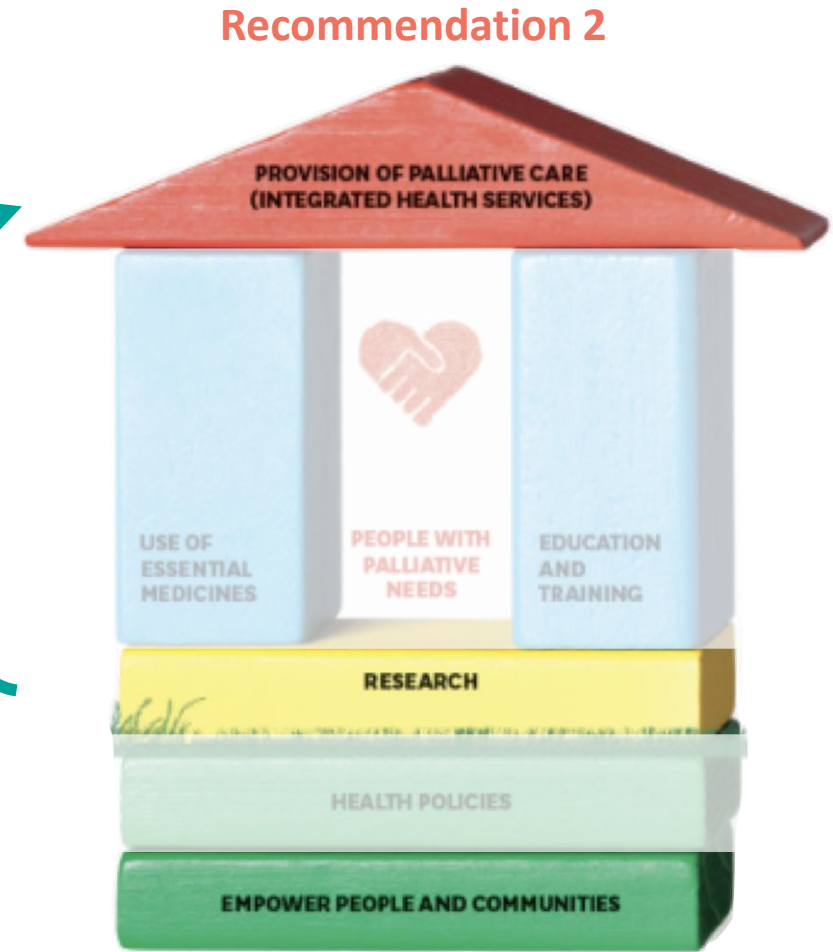 Recommendation 2
PROVISION OF PALLIATIVE CARE
(INTEGRATED HEALTH SERVICES)
USE OF
ESSENTIAL
MEDICINES
PEOPLE WITH
PALLIATIVE
NEEDS
EDUCATION
AND
TRAINING
RESEARCH
HEALTH POLICIES
EMPOWER PEOPLE AND COMMUNITIES